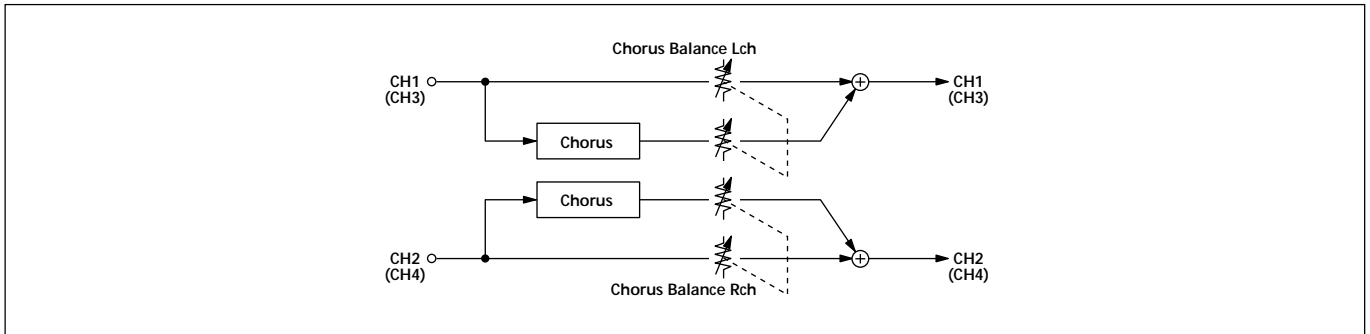 Chorus Balance Lch
CH1
(CH3)
CH1
(CH3)
Chorus
Chorus
CH2
(CH4)
CH2
(CH4)
Chorus Balance Rch